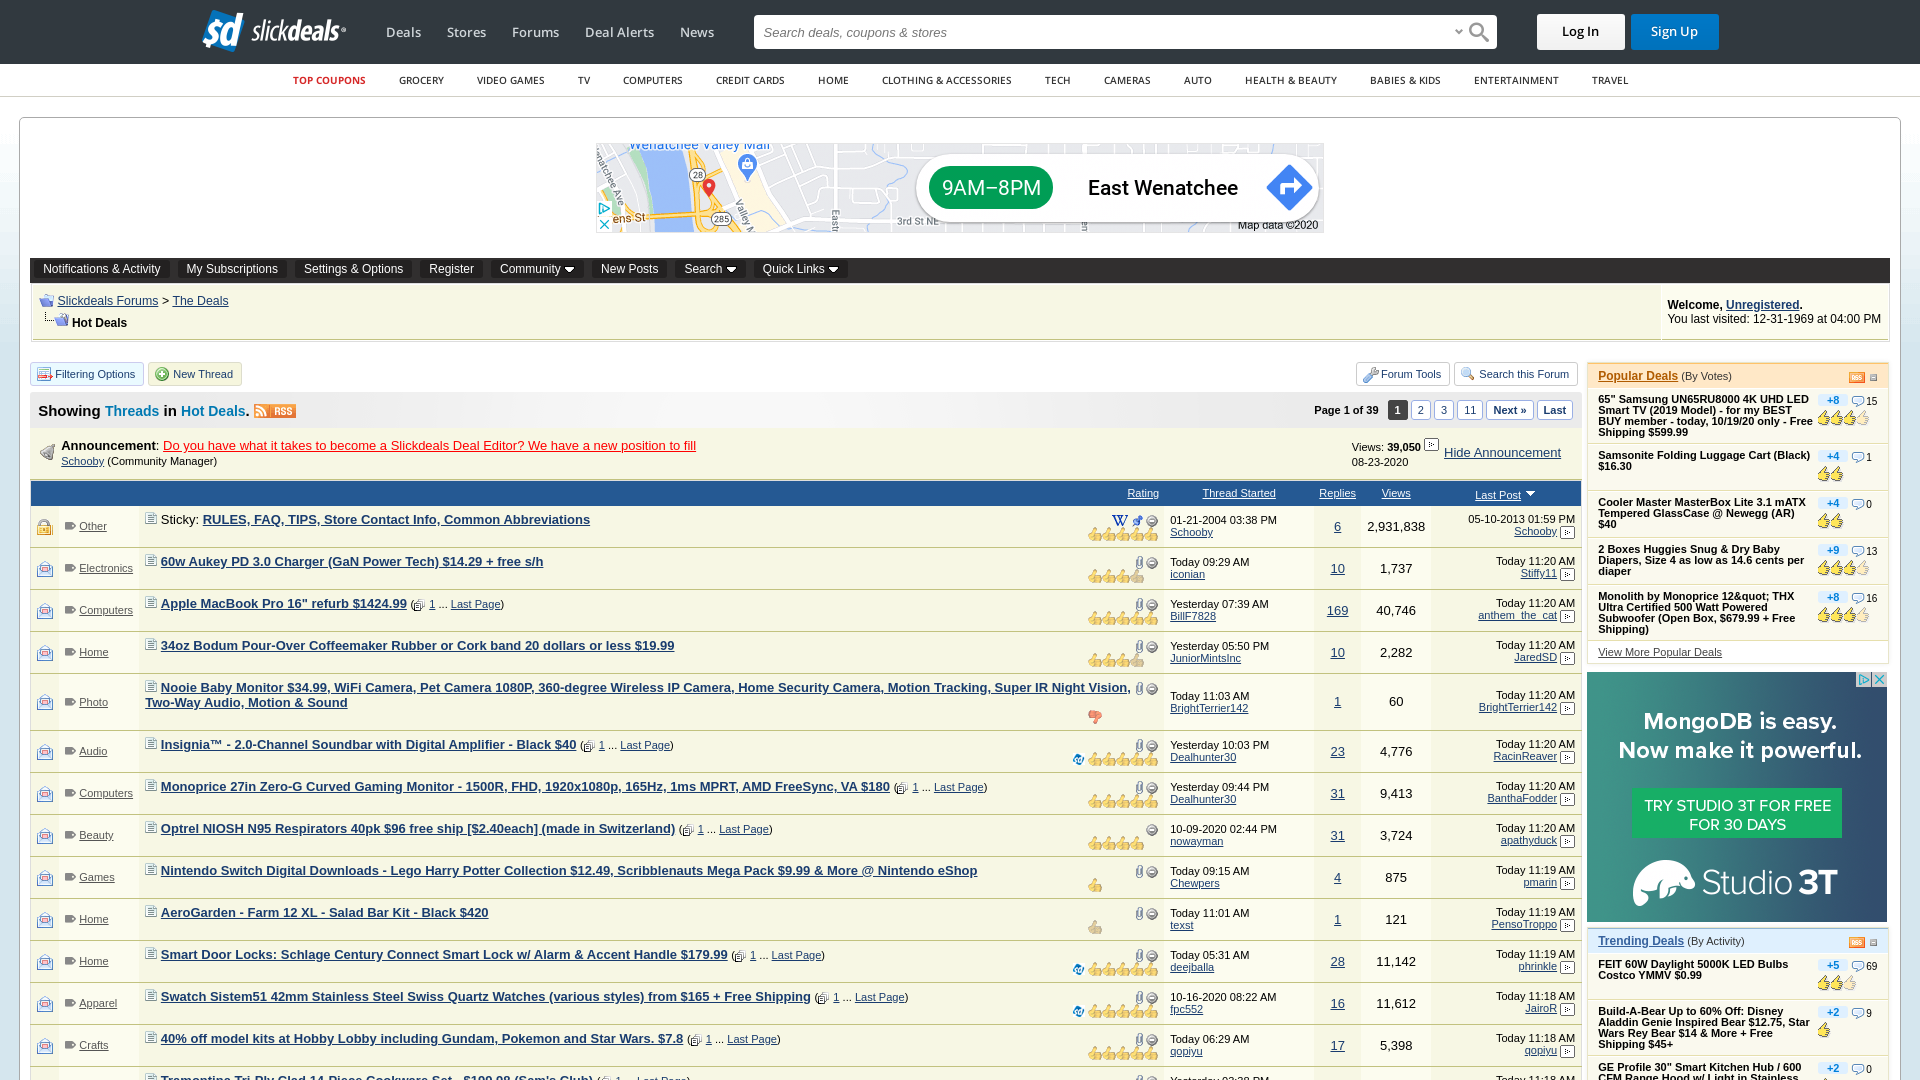 slickdeals
Deals Stores Forums Deal Alerts News
Search deals, coupons & stores
Log In Sign Up
TOP COUPONS GROCERY VIDEO GAMES TV COMPUTERS CREDIT CARDS HOME CLOTHING & ACCESSORIES TECH CAMERAS AUTO HEALTH & BEAUTY BABIES & KIDS ENTERTAINMENT TRAVEL
Wenatchee Valley Mall
28
285
ens St
Valley M
3rd St NE
9AM–8PM East Wenatchee
Map data ©2020
Notifications & Activity My Subscriptions Settings & Options Register Community New Posts Search Quick Links
Slickdeals Forums > The Deals
Hot Deals
Welcome, Unregistered.
You last visited: 12-31-1969 at 04:00 PM
Filtering Options New Thread Forum Tools Search this Forum
Showing Threads in Hot Deals. RSS
Page 1 of 39 1 2 3 11 Next » Last
Announcement: Do you have what it takes to become a Slickdeals Deal Editor? We have a new position to fill
Schooby (Community Manager)
Views: 39,050
08-23-2020
Hide Announcement
Rating Thread Started Replies Views Last Post
Other Sticky: RULES, FAQ, TIPS, Store Contact Info, Common Abbreviations 01-21-2004 03:38 PM Schooby 6 2,931,838 05-10-2013 01:59 PM Schooby
Electronics 60w Aukey PD 3.0 Charger (GaN Power Tech) $14.29 + free s/h Today 09:29 AM iconian 10 1,737 Today 11:20 AM Stiffy11
Computers Apple MacBook Pro 16" refurb $1424.99 ( 1 ... Last Page) Yesterday 07:39 AM BillF7828 169 40,746 Today 11:20 AM anthem_the_cat
Home 34oz Bodum Pour-Over Coffeemaker Rubber or Cork band 20 dollars or less $19.99 Yesterday 05:50 PM JuniorMintsInc 10 2,282 Today 11:20 AM JaredSD
Photo Nooie Baby Monitor $34.99, WiFi Camera, Pet Camera 1080P, 360-degree Wireless IP Camera, Home Security Camera, Motion Tracking, Super IR Night Vision,
Two-Way Audio, Motion & Sound Today 11:03 AM BrightTerrier142 1 60 Today 11:20 AM BrightTerrier142
Audio Insignia™ - 2.0-Channel Soundbar with Digital Amplifier - Black $40 ( 1 ... Last Page) Yesterday 10:03 PM Dealhunter30 23 4,776 Today 11:20 AM RacinReaver
Computers Monoprice 27in Zero-G Curved Gaming Monitor - 1500R, FHD, 1920x1080p, 165Hz, 1ms MPRT, AMD FreeSync, VA $180 ( 1 ... Last Page) Yesterday 09:44 PM Dealhunter30 31 9,413 Today 11:20 AM BanthaFodder
Beauty Optrel NIOSH N95 Respirators 40pk $96 free ship [$2.40each] (made in Switzerland) ( 1 ... Last Page) 10-09-2020 02:44 PM nowayman 31 3,724 Today 11:20 AM apathyduck
Games Nintendo Switch Digital Downloads - Lego Harry Potter Collection $12.49, Scribblenauts Mega Pack $9.99 & More @ Nintendo eShop Today 09:15 AM Chewpers 4 875 Today 11:19 AM pmarin
Home AeroGarden - Farm 12 XL - Salad Bar Kit - Black $420 Today 11:01 AM texst 1 121 Today 11:19 AM PensoTroppo
Home Smart Door Locks: Schlage Century Connect Smart Lock w/ Alarm & Accent Handle $179.99 ( 1 ... Last Page) Today 05:31 AM deejballa 28 11,142 Today 11:19 AM phrinkle
Apparel Swatch Sistem51 42mm Stainless Steel Swiss Quartz Watches (various styles) from $165 + Free Shipping ( 1 ... Last Page) 10-16-2020 08:22 AM fpc552 16 11,612 Today 11:18 AM JairoR
Crafts 40% off model kits at Hobby Lobby including Gundam, Pokemon and Star Wars. $7.8 ( 1 ... Last Page) Today 06:29 AM qopiyu 17 5,398 Today 11:18 AM qopiyu
Tramontina Tri-Ply Clad 14-Piece Cookware Set - $199.98 (Sam's Club) ( 1 ... Last Page) Yesterday 02:38 PM Today 11:18 AM
Popular Deals (By Votes)
65" Samsung UN65RU8000 4K UHD LED
Smart TV (2019 Model) - for my BEST
BUY member - today, 10/19/20 only - Free
Shipping $599.99
+8 15
Samsonite Folding Luggage Cart (Black)
$16.30
+4 1
Cooler Master MasterBox Lite 3.1 mATX
Tempered GlassCase @ Newegg (AR)
$40
+4 0
2 Boxes Huggies Snug & Dry Baby
Diapers, Size 4 as low as 14.6 cents per
diaper
+9 13
Monolith by Monoprice 12&quot; THX
Ultra Certified 500 Watt Powered
Subwoofer (Open Box, $679.99 + Free
Shipping)
+8 16
View More Popular Deals
MongoDB is easy.
Now make it powerful.
TRY STUDIO 3T FOR FREE
FOR 30 DAYS
Studio 3T
Trending Deals (By Activity)
FEIT 60W Daylight 5000K LED Bulbs
Costco YMMV $0.99
+5 69
Build-A-Bear Up to 60% Off: Disney
Aladdin Genie Inspired Bear $12.75, Star
Wars Rey Bear $14 & More + Free
Shipping $45+
+2 9
GE Profile 30" Smart Kitchen Hub / 600
CFM Range Hood w/ Light in Stainless
+2 0